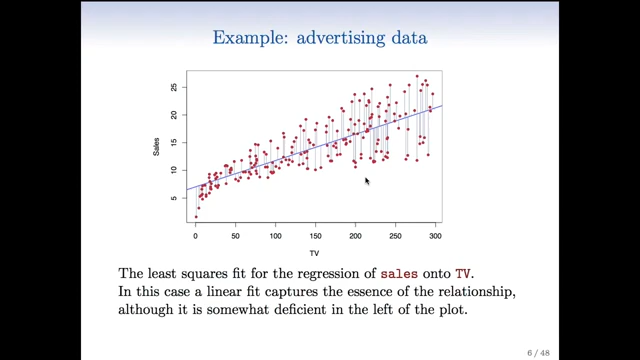 Example: advertising data
25
20
15
10
5
Sales
0 50 100 150 200 250 300
TV
The least squares fit for the regression of sales onto TV.
In this case a linear fit captures the essence of the relationship,
although it is somewhat deficient in the left of the plot.
6 / 48